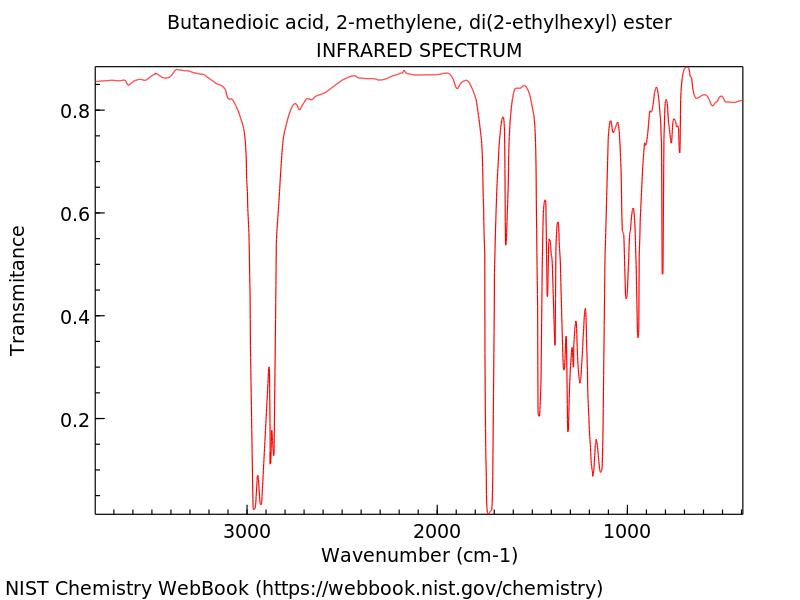 Butanedioic acid, 2-methylene, di(2-ethylhexyl) ester
INFRARED SPECTRUM
0.8
0.6
0.4
0.2
Transmitance
3000 2000 1000
Wavenumber (cm-1)
NIST Chemistry WebBook (https://webbook.nist.gov/chemistry)